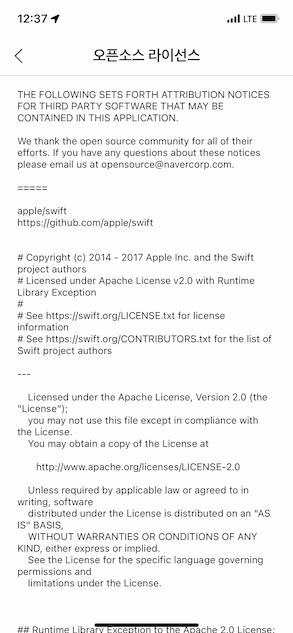 12:37
LTE
오픈소스 라이선스
THE FOLLOWING SETS FORTH ATTRIBUTION NOTICES
FOR THIRD PARTY SOFTWARE THAT MAY BE
CONTAINED IN THIS APPLICATION.
We thank the open source community for all of their
efforts. If you have any questions about these notices
please email us at opensource@navercorp.com.
=====
apple/swift
https://github.com/apple/swift
# Copyright (c) 2014 - 2017 Apple Inc. and the Swift
project authors
# Licensed under Apache License v2.0 with Runtime
Library Exception
#
# See https://swift.org/LICENSE.txt for license
information
# See https://swift.org/CONTRIBUTORS.txt for the list of
Swift project authors
---
Licensed under the Apache License, Version 2.0 (the
"License");
you may not use this file except in compliance with
the License.
You may obtain a copy of the License at
http://www.apache.org/licenses/LICENSE-2.0
Unless required by applicable law or agreed to in
writing, software
distributed under the License is distributed on an "AS
IS" BASIS,
WITHOUT WARRANTIES OR CONDITIONS OF ANY
KIND, either express or implied.
See the License for the specific language governing
permissions and
limitations under the License.
## Runtime Library Exception to the Apache 2.0 License: